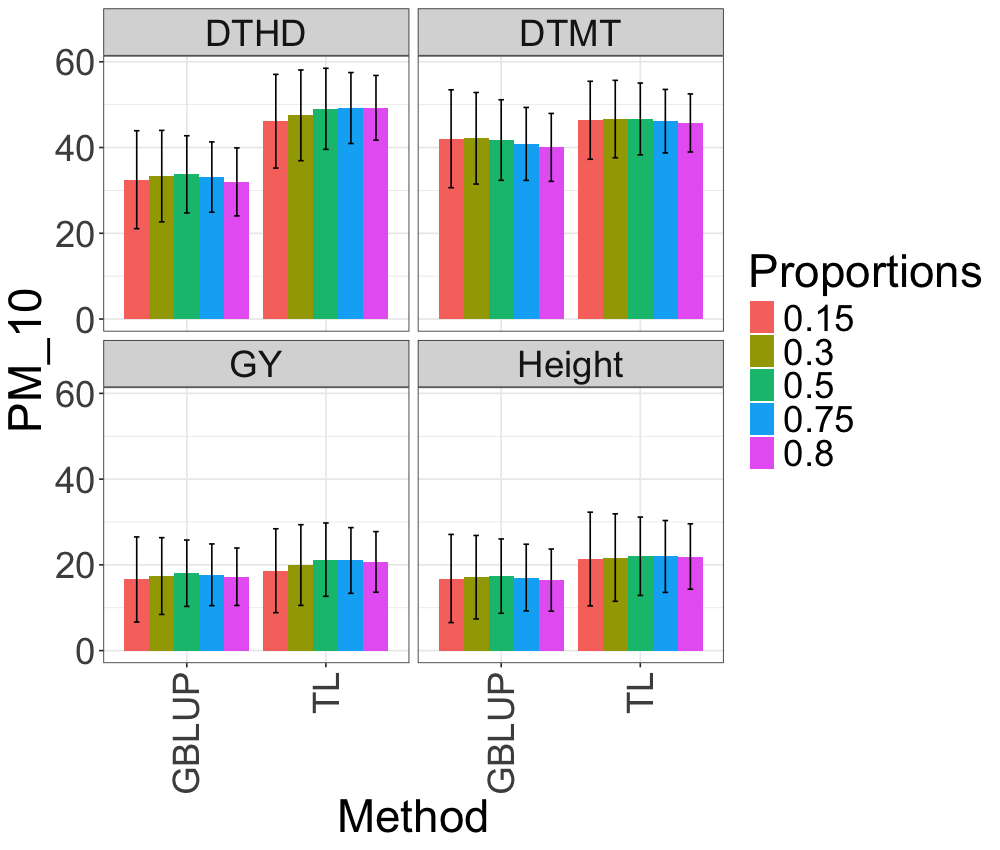 DTHD
DTMT
60
40
20
0
GY
Height
60
40
20
0
PM_10
GBLUP
TL
GBLUP
TL
Method
Proportions
0.15
0.3
0.5
0.75
0.8